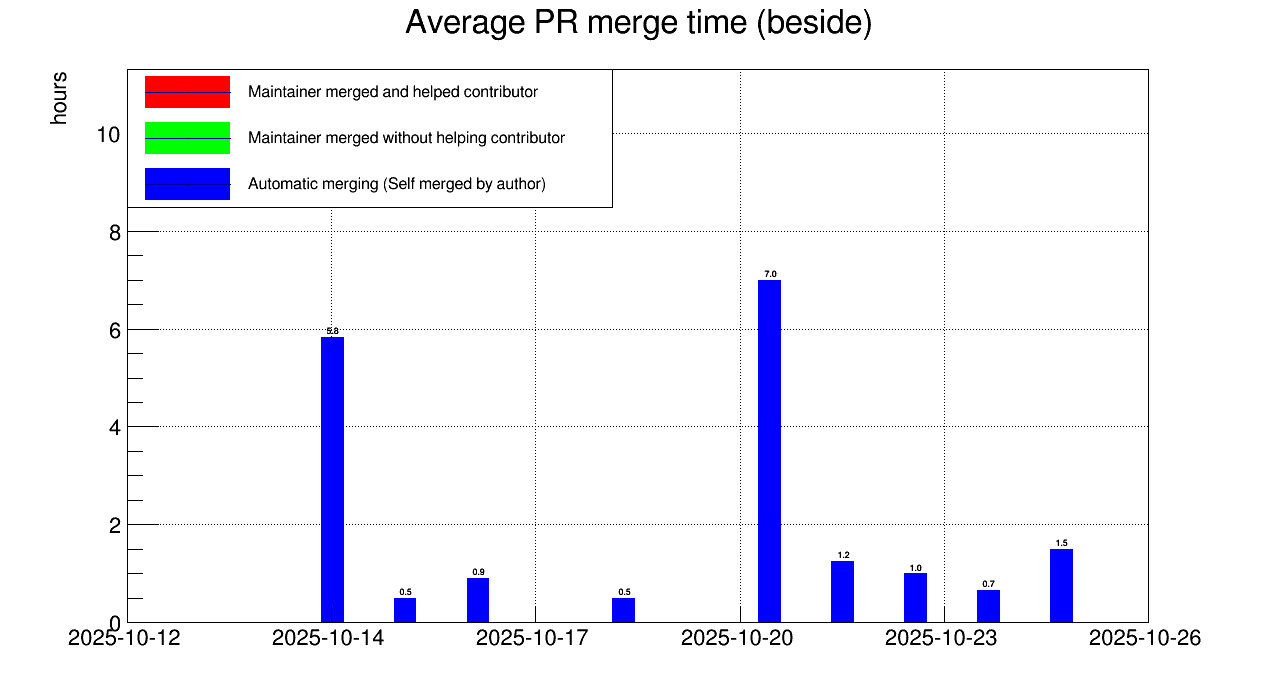 Average PR merge time (beside)
hours
Maintainer merged and helped contributor
Maintainer merged without helping contributor
Automatic merging (Self merged by author)
10
8
6
4
2
0
5.8
0.5
0.9
0.5
7.0
1.2
1.0
0.7
1.5
2025-10-12 2025-10-14 2025-10-17 2025-10-20 2025-10-23 2025-10-26